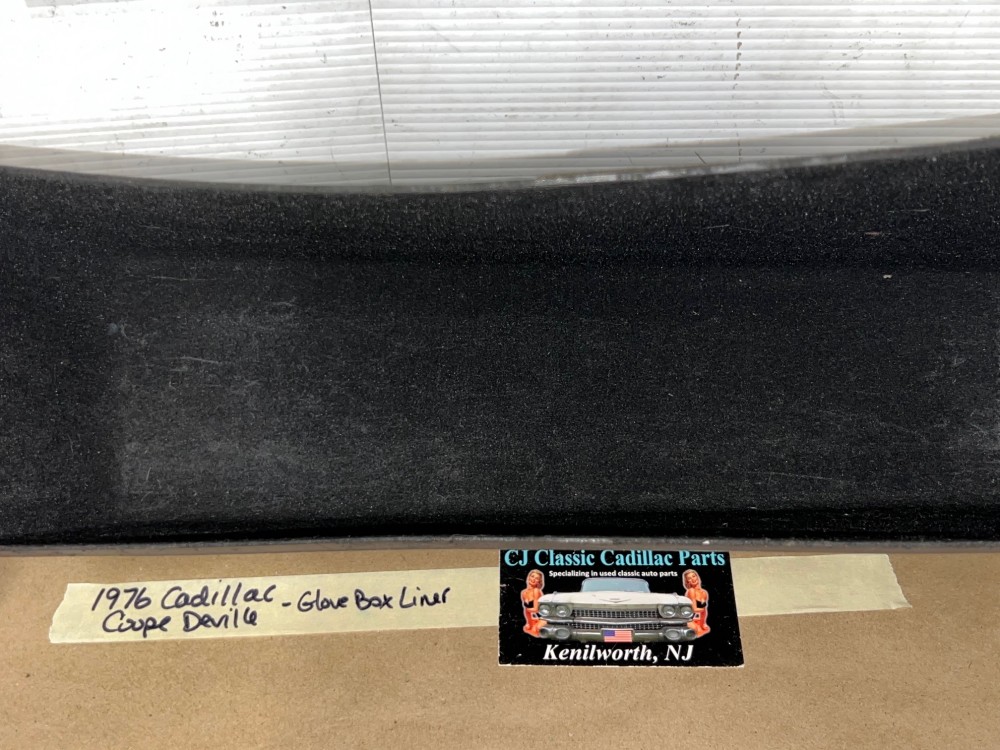 1976 Cadillac
Coupe Deville
- Glove Box Liner
CJ Classic Cadillac Parts
Specializing in used classic auto parts
Kenilworth, NJ